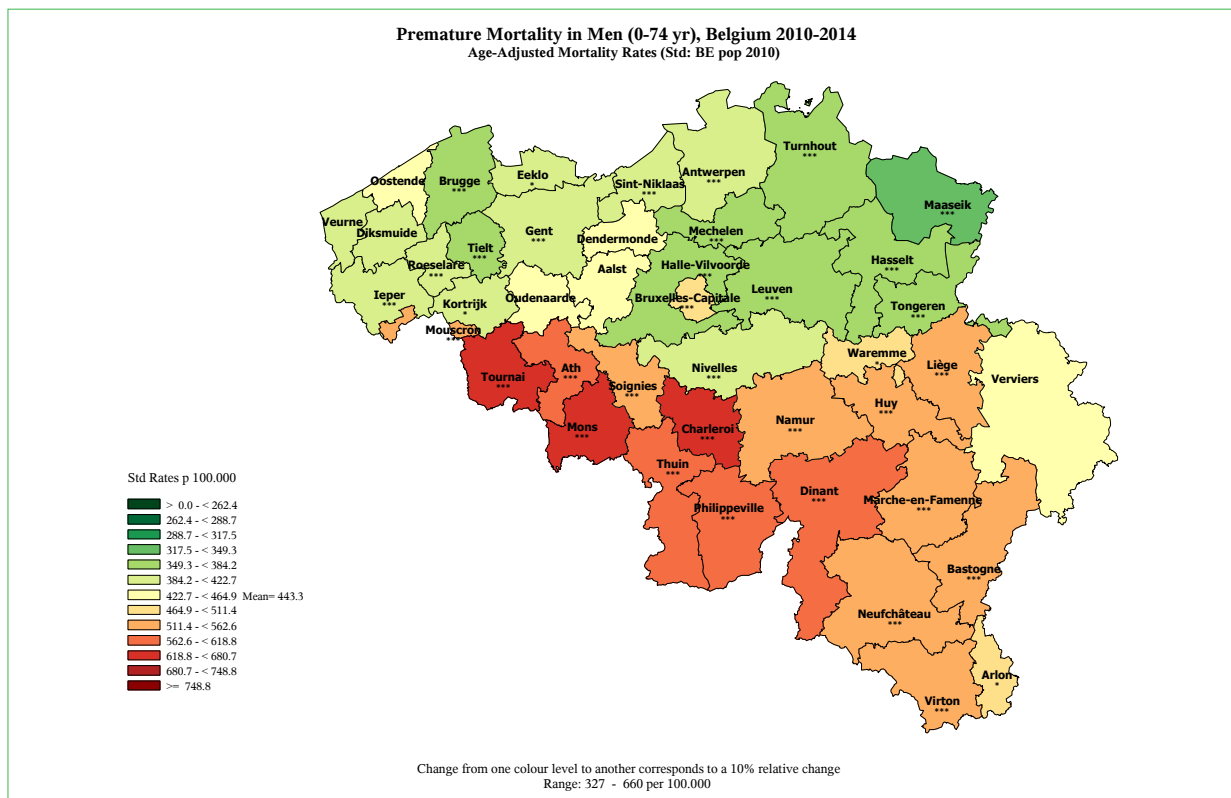 Premature Mortality in Men (0-74 yr), Belgium 2010-2014
Age-Adjusted Mortality Rates (Std: BE pop 2010)
Turnhout
***
Antwerpen
***
Eeklo
*
Sint-Niklaas
***
Oostende
Brugge
***
Maaseik
***
Veurne
Diksmuide
Gent
***
Dendermonde
Mechelen
***
Tielt
***
Roeselare
***
Aalst
Halle-Vilvoorde
***
Hasselt
***
Ieper
***
Kortrijk
*
Oudenaarde
Bruxelles-Capitale
***
Leuven
***
Tongeren
***
Mouscron
***
Waremme
*
Liège
***
Verviers
Tournai
***
Ath
***
Soignies
***
Nivelles
***
Huy
***
Mons
***
Charleroi
***
Namur
***
Thuin
***
Dinant
***
Marche-en-Famenne
***
Philippeville
***
Bastogne
***
Neufchâteau
***
Arlon
*
Virton
***
Std Rates p 100.000
> 0.0 - < 262.4
262.4 - < 288.7
288.7 - < 317.5
317.5 - < 349.3
349.3 - < 384.2
384.2 - < 422.7
422.7 - < 464.9 Mean= 443.3
464.9 - < 511.4
511.4 - < 562.6
562.6 - < 618.8
618.8 - < 680.7
680.7 - < 748.8
>= 748.8
Change from one colour level to another corresponds to a 10% relative change
Range: 327 - 660 per 100.000